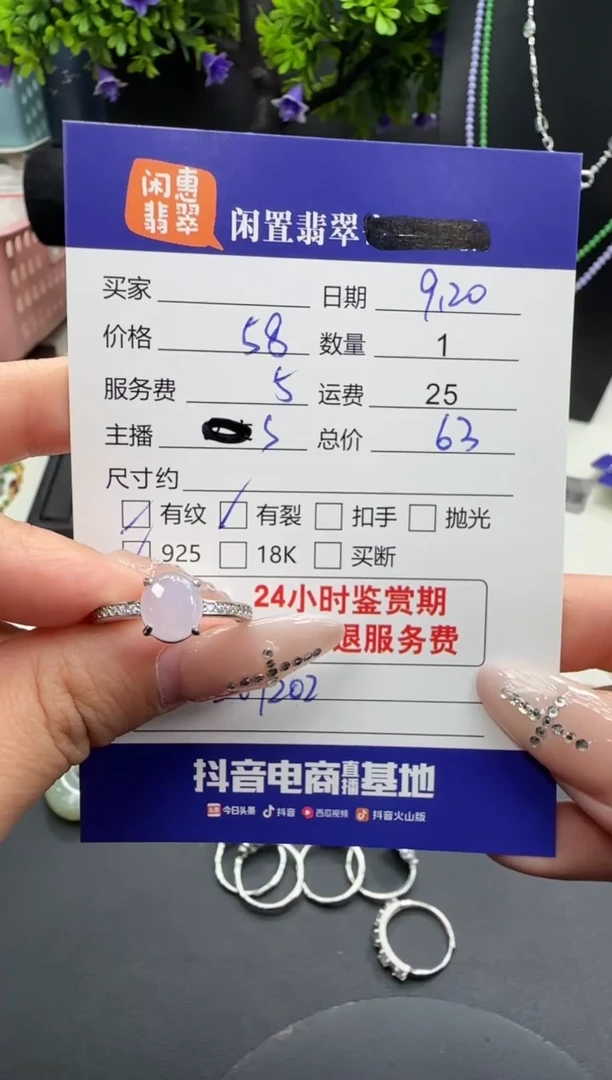 闲惠
翡翠
闲置翡翠
买家 日期 9.20
价格 58 数量 1
服务费 5 运费 25
主播 5 总价 63
尺寸约
有纹 有裂 扣手 抛光
925 18K 买断
24小时鉴赏期
退服务费
202
抖音电商直播基地
今日头条 抖音 西瓜视频 抖音火山版